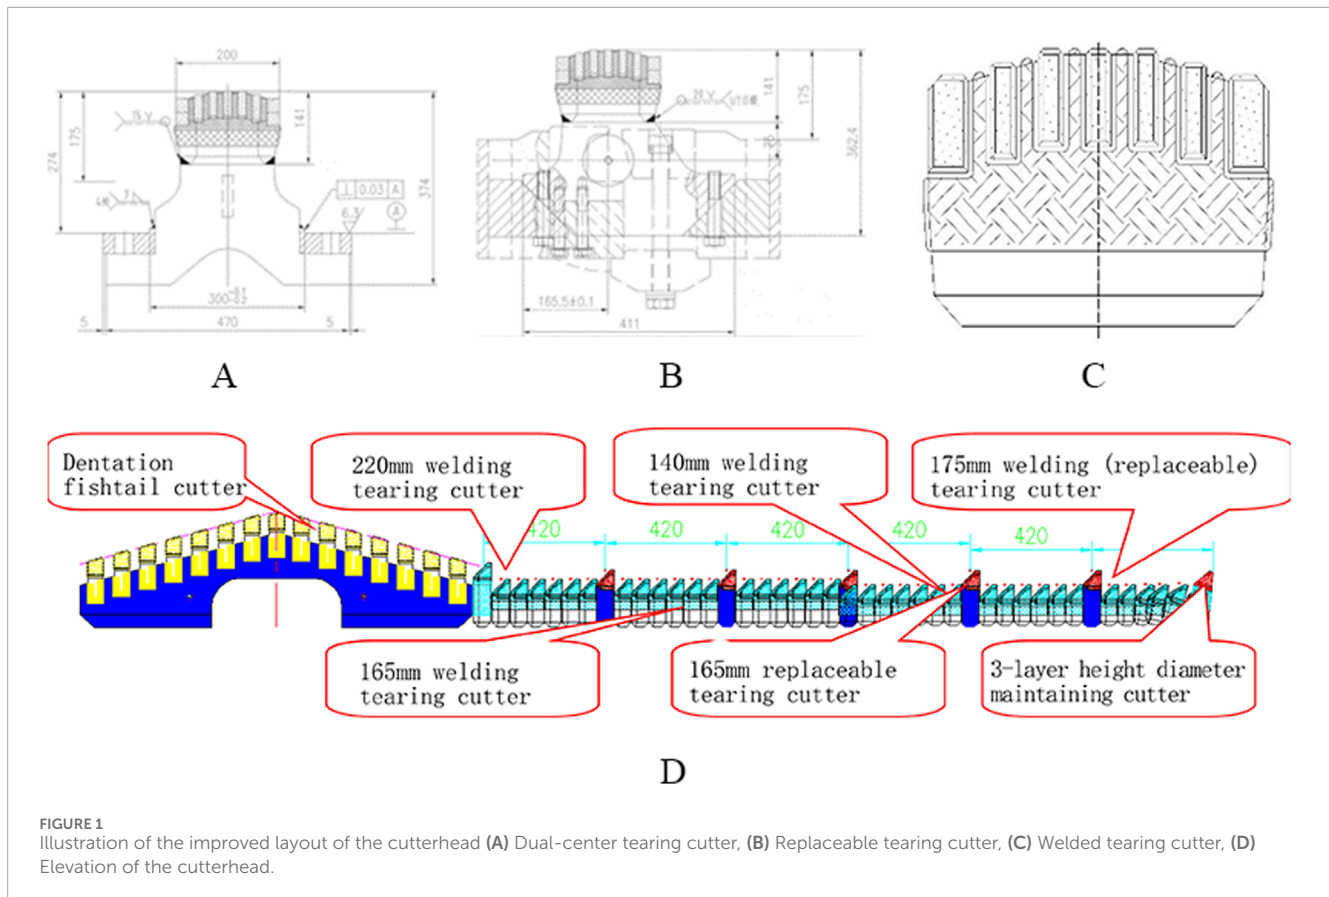 200
15
274
175
141
374
4
3
⊥ 0.03 A
6.3
A
300
5
470
5
A
20
141
175
75
362.4
165.5±0.1
411
B
C
Dentation
fishtail cutter
220mm welding
tearing cutter
140mm welding
tearing cutter
175mm welding (replaceable)
tearing cutter
420
420
420
420
420
165mm welding
tearing cutter
165mm replaceable
tearing cutter
3-layer height diameter
maintaining cutter
D
FIGURE 1
Illustration of the improved layout of the cutterhead (A) Dual-center tearing cutter, (B) Replaceable tearing cutter, (C) Welded tearing cutter, (D)
Elevation of the cutterhead.